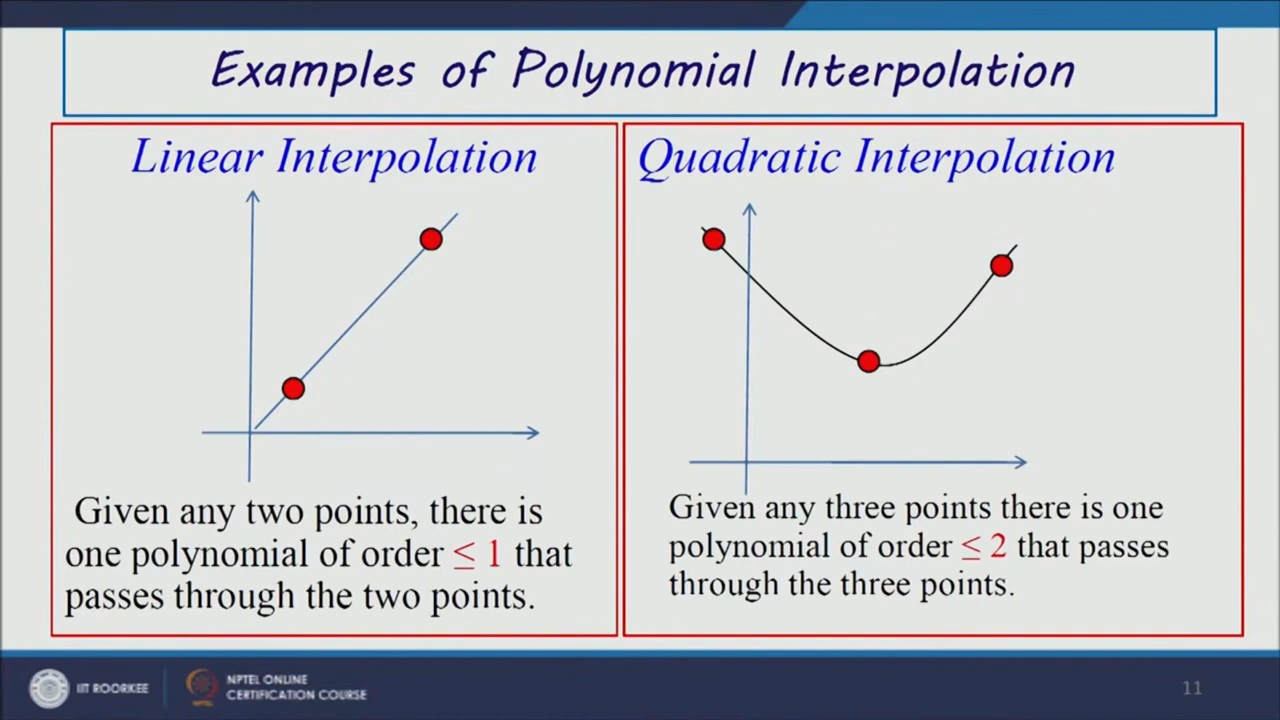 Examples of Polynomial Interpolation
Linear Interpolation
Given any two points, there is
one polynomial of order ≤ 1 that
passes through the two points.
Quadratic Interpolation
Given any three points there is one
polynomial of order ≤ 2 that passes
through the three points.
IIT ROORKEE
NPTEL ONLINE
CERTIFICATION COURSE
11